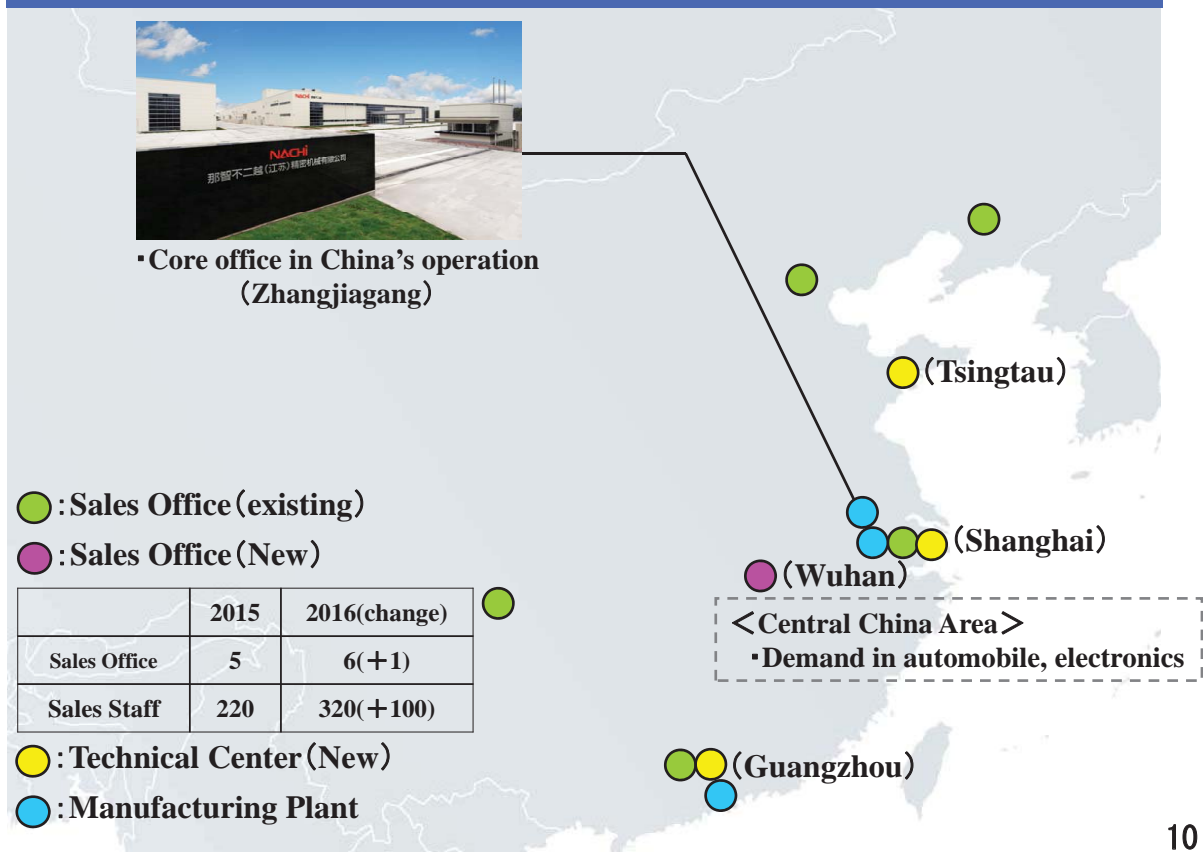 NACHI
NACHI
那智不二越(江苏)精密机械有限公司
▪Core office in China’s operation
（Zhangjiagang）
（Tsingtau）
:Sales Office（existing）
:Sales Office（New）
2015 2016(change)
Sales Office 5 6(＋1)
Sales Staff 220 320(＋100)
:Technical Center（New）
:Manufacturing Plant
（Shanghai）
（Wuhan）
＜Central China Area＞
▪Demand in automobile, electronics
（Guangzhou）
10